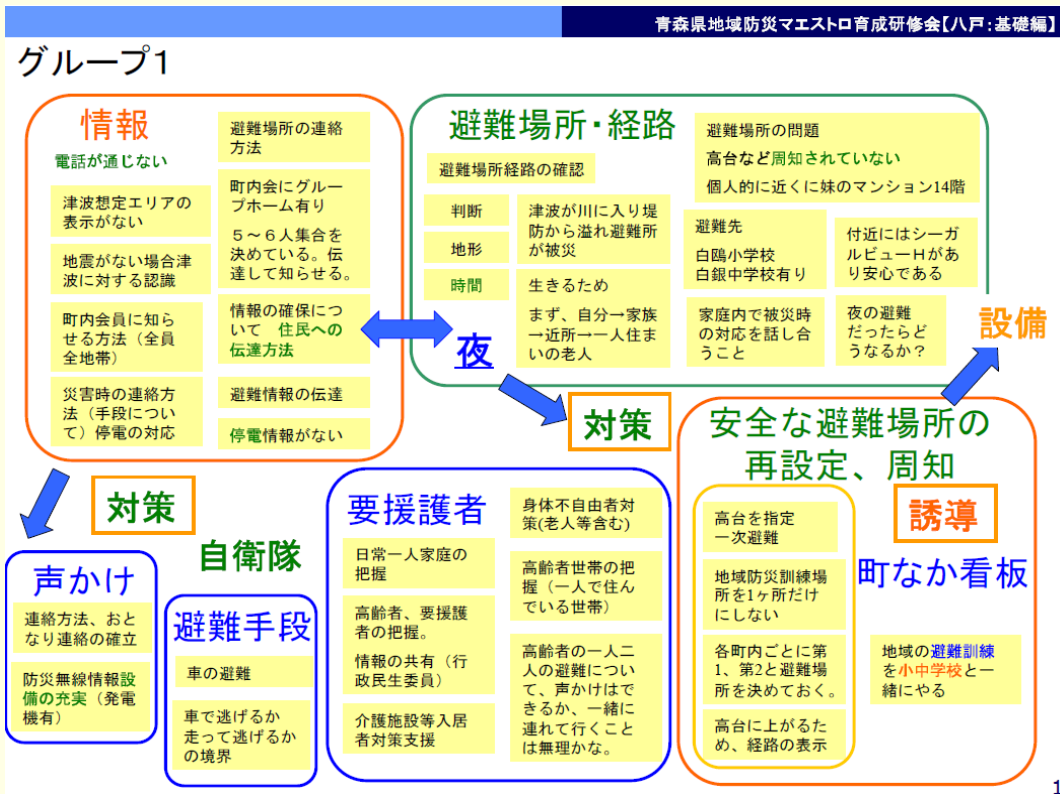 青森県地域防災マエストロ育成研修会【八戸:基礎編】
グループ1
情報
電話が通じない
津波想定エリアの
表示がない
地震がない場合津
波に対する認識
町内会員に知ら
せる方法（全員
全地帯）
災害時の連絡方
法（手段につい
て）停電の対応
避難場所の連絡
方法
町内会にグルー
プホーム有り
５～６人集合を
決めている。伝
達して知らせる。
情報の確保につ
いて　住民への
伝達方法
避難情報の伝達
停電情報がない
避難場所・経路
避難場所経路の確認
判断
地形
時間
津波が川に入り堤
防から溢れ避難所
が被災
生きるため
まず、自分→家族
→近所→一人住ま
いの老人
避難場所の問題
高台など周知されていない
個人的に近くに妹のマンション14階
避難先
白鴎小学校
白銀中学校有り
付近にはシーガ
ルビューＨがあ
り安心である
家庭内で被災時
の対応を話し合
うこと
夜の避難
だったらど
うなるか？
夜
設備
対策
対策
声かけ
連絡方法、おと
なり連絡の確立
防災無線情報設
備の充実（発電
機有）
自衛隊
避難手段
車の避難
車で逃げるか
走って逃げるか
の境界
要援護者
日常一人家庭の
把握
高齢者、要援護
者の把握。
情報の共有（行
政民生委員）
介護施設等入居
者対策支援
身体不自由者対
策(老人等含む)
高齢者世帯の把
握（一人で住ん
でいる世帯）
高齢者の一人二
人の避難につい
て、声かけはで
きるか、一緒に
連れて行くこと
は無理かな。
安全な避難場所の
再設定、周知
高台を指定
一次避難
地域防災訓練場
所を1ヶ所だけ
にしない
各町内ごとに第
1、第2と避難場
所を決めておく。
高台に上がるた
め、経路の表示
誘導
町なか看板
地域の避難訓練
を小中学校と一
緒にやる
1